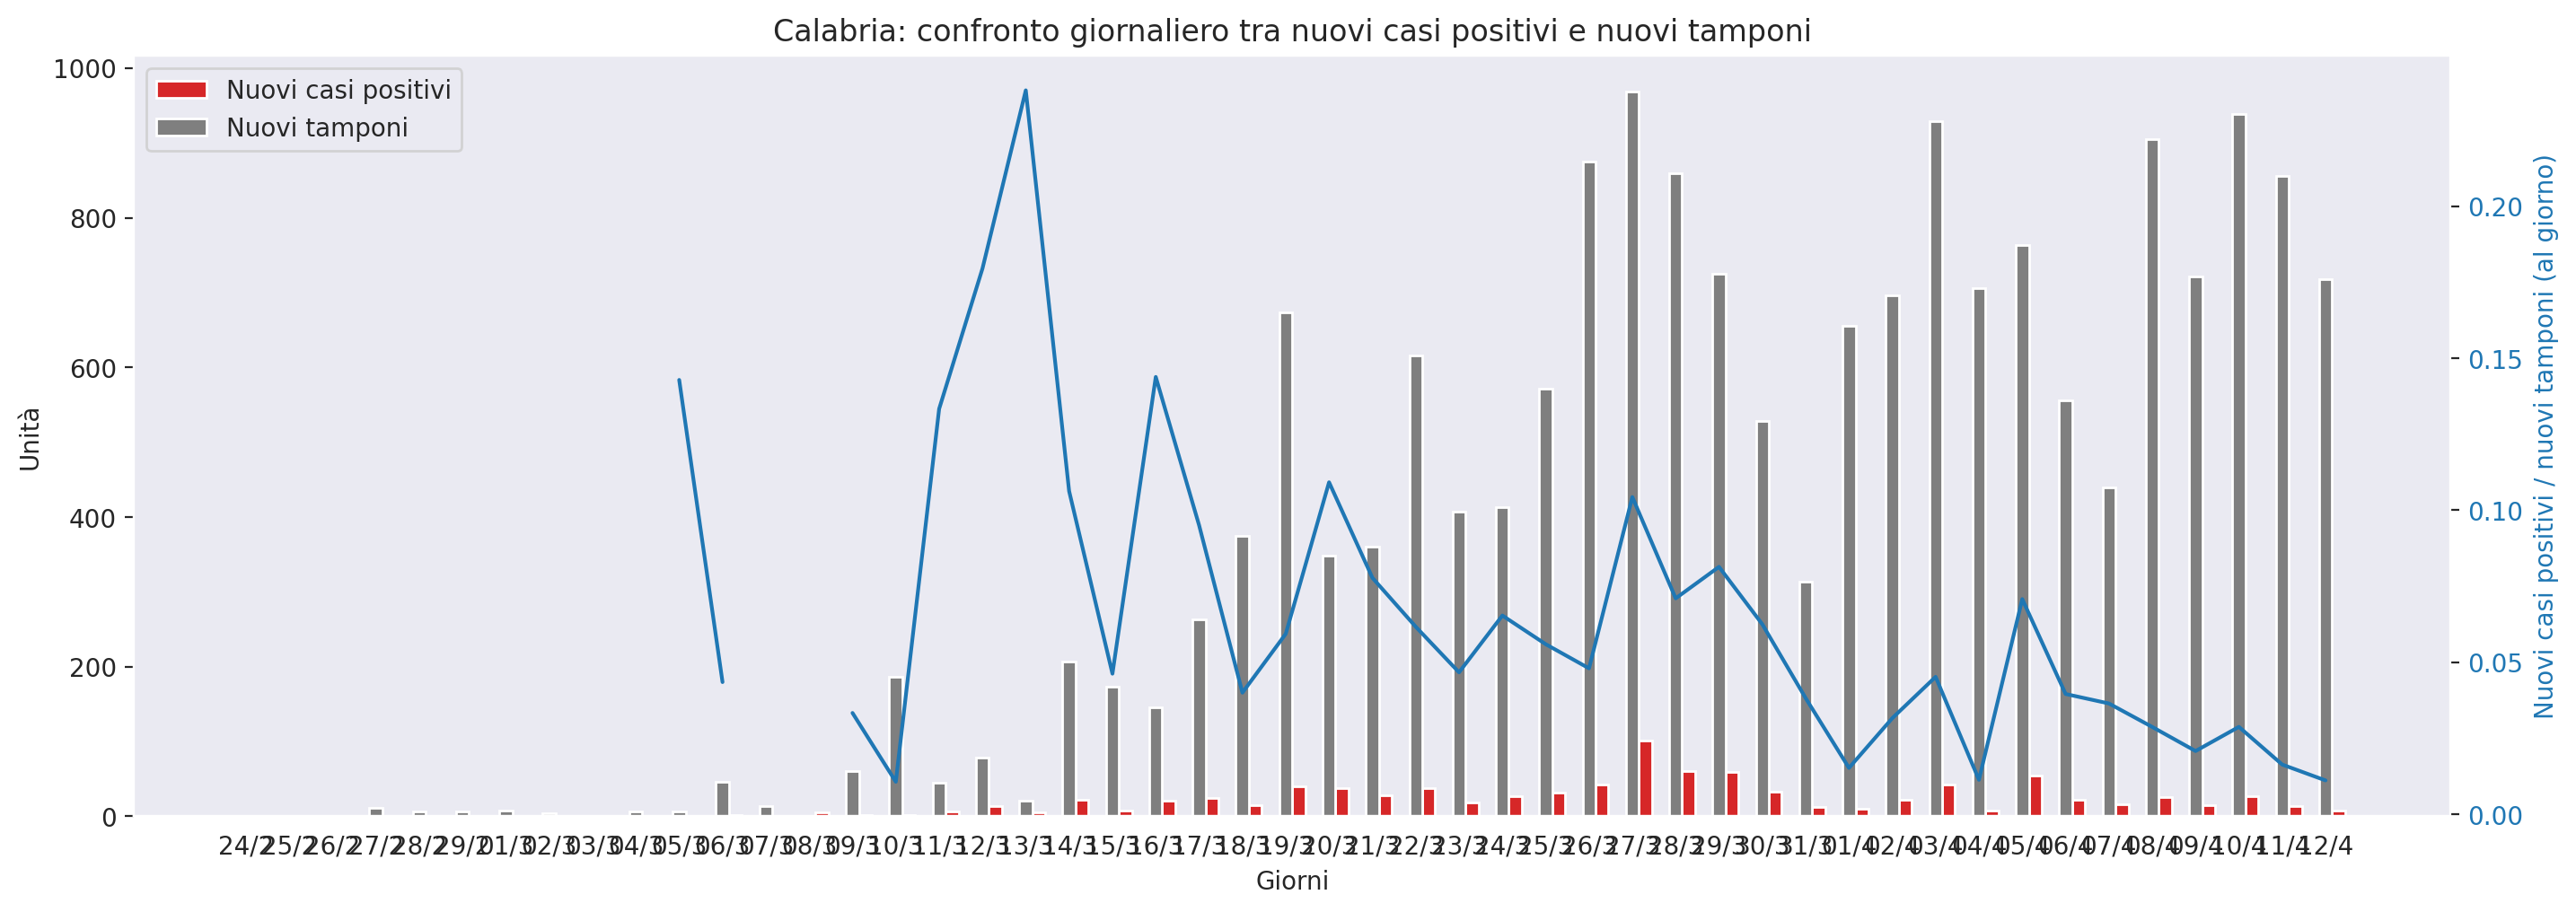 Calabria: confronto giornaliero tra nuovi casi positivi e nuovi tamponi
Nuovi casi positivi
Nuovi tamponi
1000
800
600
400
200
0
Unità
0.20
0.15
0.10
0.05
0.00
Nuovi casi positivi / nuovi tamponi (al giorno)
24/2 25/2 26/2 27/2 28/2 29/2 01/3 02/3 03/3 04/3 05/3 06/3 07/3 08/3 09/3 10/3 11/3 12/3 13/3 14/3 15/3 16/3 17/3 18/3 19/3 20/3 21/3 22/3 23/3 24/3 25/3 26/3 27/3 28/3 29/3 30/3 31/3 01/4 02/4 03/4 04/4 05/4 06/4 07/4 08/4 09/4 10/4 11/4 12/4
Giorni